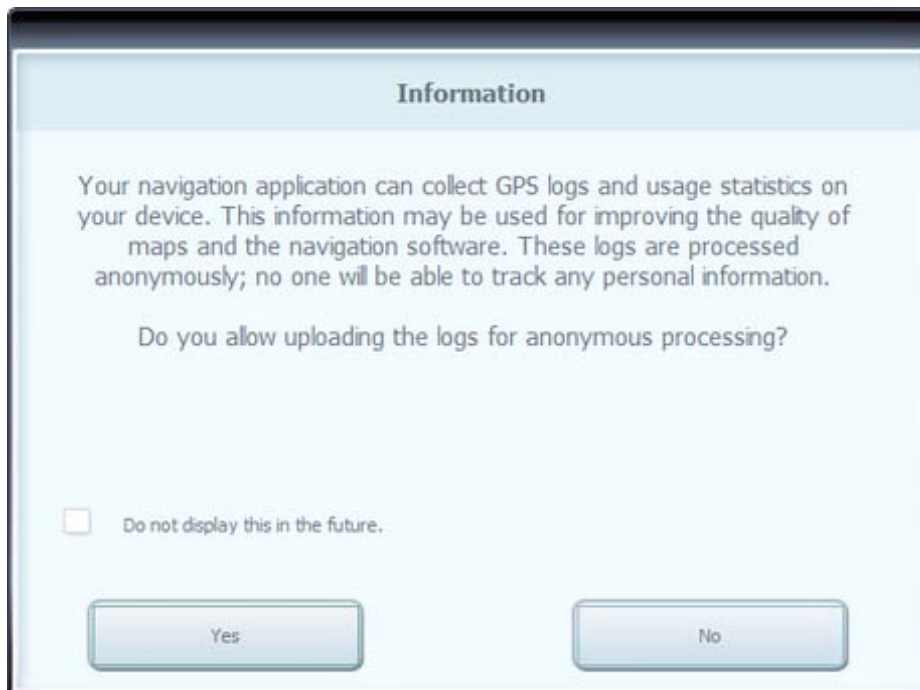 Information
Your navigation application can collect GPS logs and usage statistics on
your device. This information may be used for improving the quality of
maps and the navigation software. These logs are processed
anonymously; no one will be able to track any personal information.
Do you allow uploading the logs for anonymous processing?
Do not display this in the future.
Yes
No